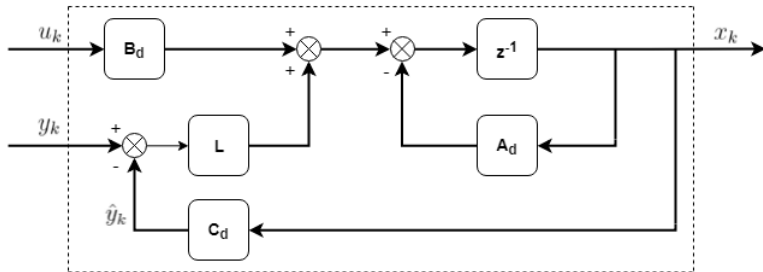 u_k
B_d
+
+
+
-
z⁻¹
x_k
y_k
+
-
L
A_d
ŷ_k
C_d